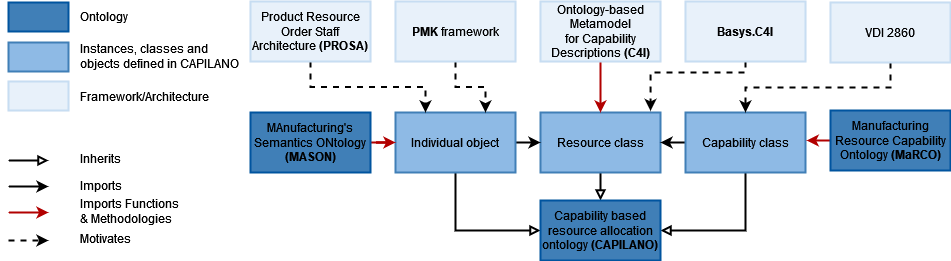 Ontology
Instances, classes and
objects defined in CAPILANO
Framework/Architecture
Inherits
Imports
Imports Functions
& Methodologies
Motivates
Product Resource
Order Staff
Architecture (PROSA)
PMK framework
Ontology-based
Metamodel
for Capability
Descriptions (C4I)
Basys.C4I
VDI 2860
MAnufacturing's
Semantics ONtology
(MASON)
Individual object
Resource class
Capability class
Manufacturing
Resource Capability
Ontology (MaRCO)
Capability based
resource allocation
ontology (CAPILANO)